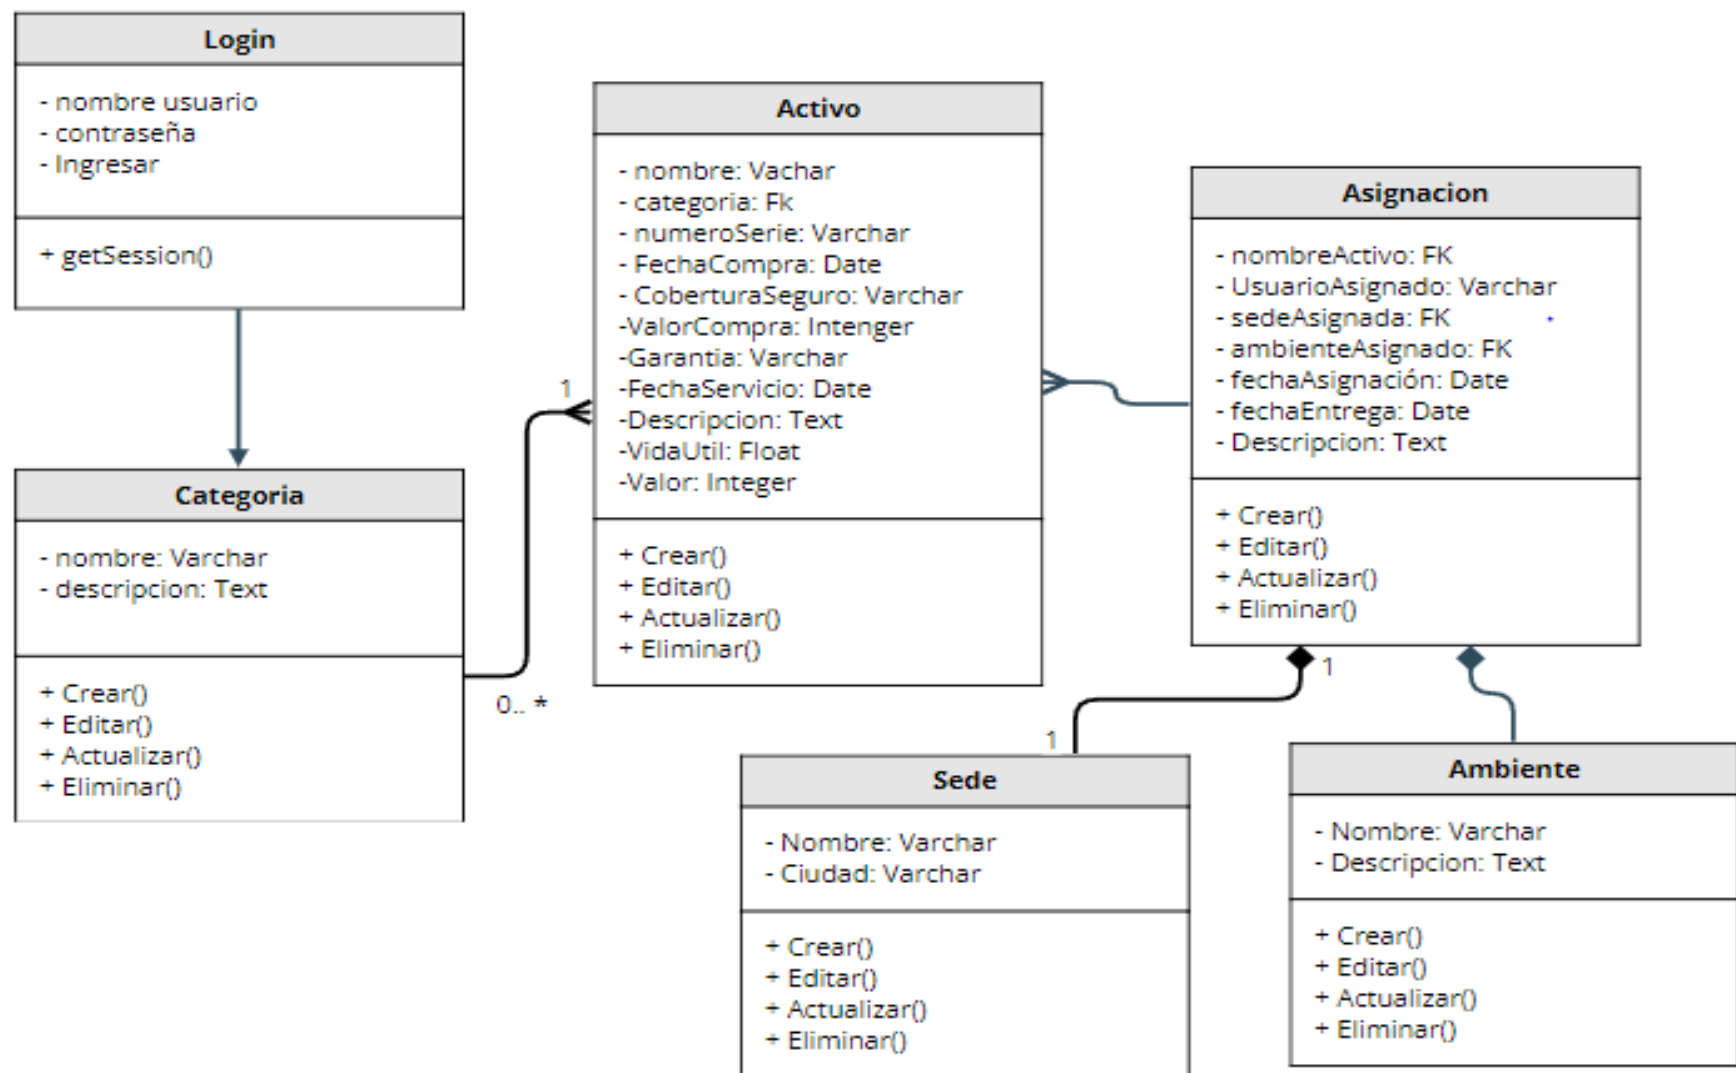 Login
- nombre usuario
- contraseña
- Ingresar
+ getSession()
Categoria
- nombre: Varchar
- descripcion: Text
+ Crear()
+ Editar()
+ Actualizar()
+ Eliminar()
1
0.. *
Activo
- nombre: Vachar
- categoria: Fk
- numeroSerie: Varchar
- FechaCompra: Date
- CoberturaSeguro: Varchar
-ValorCompra: Intenger
-Garantia: Varchar
-FechaServicio: Date
-Descripcion: Text
-VidaUtil: Float
-Valor: Integer
+ Crear()
+ Editar()
+ Actualizar()
+ Eliminar()
Asignacion
- nombreActivo: FK
- UsuarioAsignado: Varchar
- sedeAsignada: FK
- ambienteAsignado: FK
- fechaAsignación: Date
- fechaEntrega: Date
- Descripcion: Text
+ Crear()
+ Editar()
+ Actualizar()
+ Eliminar()
1
1
Sede
- Nombre: Varchar
- Ciudad: Varchar
+ Crear()
+ Editar()
+ Actualizar()
+ Eliminar()
Ambiente
- Nombre: Varchar
- Descripcion: Text
+ Crear()
+ Editar()
+ Actualizar()
+ Eliminar()